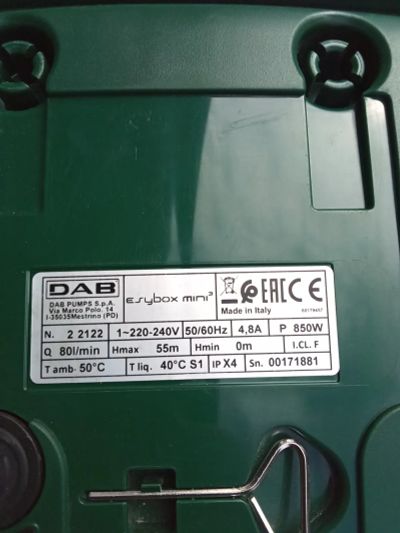 DAB
DAB PUMPS S.p.A.
Via Marco Polo, 14
I-35035Mestrino (PD)
Esybox mini³
EAC CE
Made in Italy
N. 2 2122 1~220-240V 50/60Hz 4,8A P 850W
Q 80l/min Hmax 55m Hmin 0m I.CL. F
T amb. 50°C T liq. 40°C S1 IP X4 Sn. 00171881